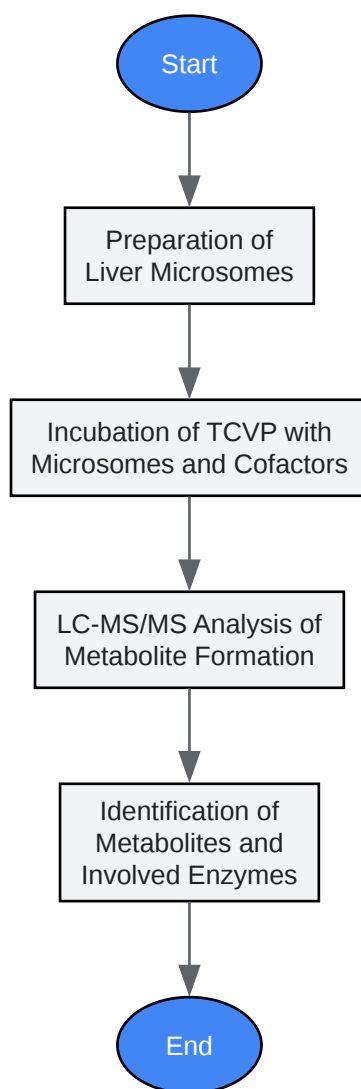 Start
Preparation of
Liver Microsomes
Incubation of TCVP with
Microsomes and Cofactors
LC-MS/MS Analysis of
Metabolite Formation
Identification of
Metabolites and
Involved Enzymes
End